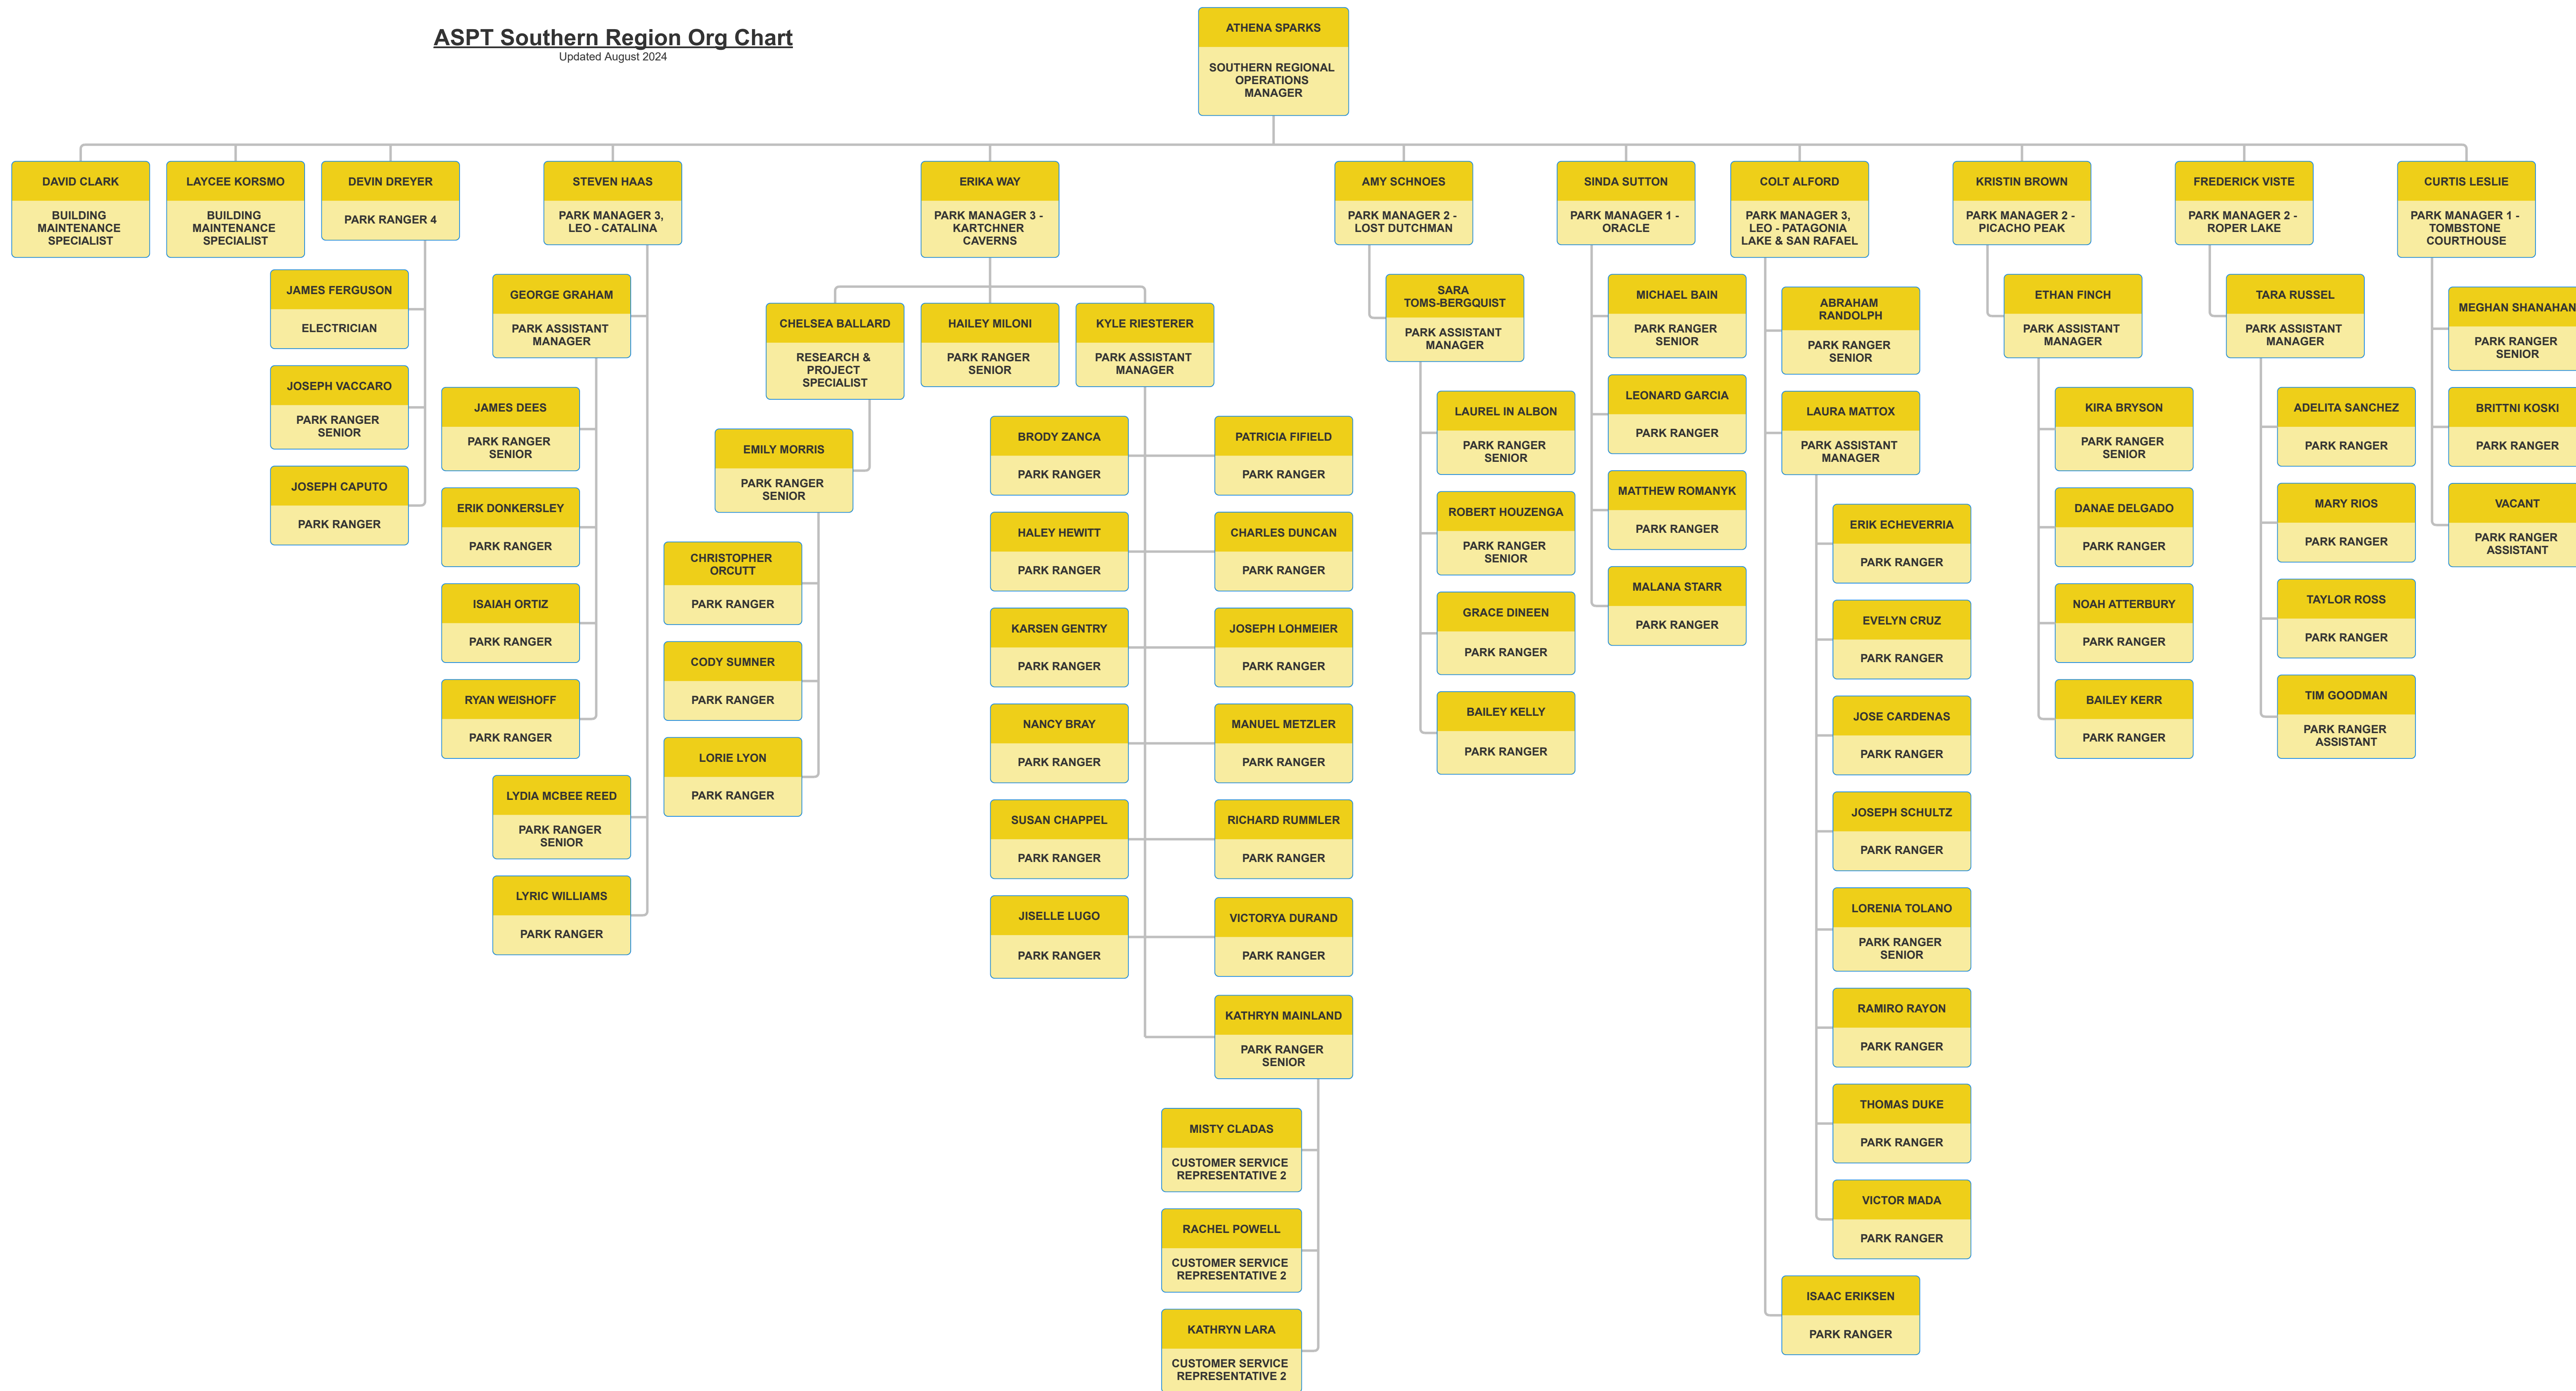 ASPT Southern Region Org Chart
Updated August 2024
ATHENA SPARKS
SOUTHERN REGIONAL
OPERATIONS
MANAGER
DAVID CLARK
BUILDING
MAINTENANCE
SPECIALIST
LAYCEE KORSMO
BUILDING
MAINTENANCE
SPECIALIST
DEVIN DREYER
PARK RANGER 4
JAMES FERGUSON
ELECTRICIAN
JOSEPH VACCARO
PARK RANGER
SENIOR
JOSEPH CAPUTO
PARK RANGER
STEVEN HAAS
PARK MANAGER 3,
LEO - CATALINA
GEORGE GRAHAM
PARK ASSISTANT
MANAGER
JAMES DEES
PARK RANGER
SENIOR
ERIK DONKERSLEY
PARK RANGER
ISAIAH ORTIZ
PARK RANGER
RYAN WEISHOFF
PARK RANGER
LYDIA MCBEE REED
PARK RANGER
SENIOR
LYRIC WILLIAMS
PARK RANGER
ERIKA WAY
PARK MANAGER 3 -
KARTCHNER
CAVERNS
CHELSEA BALLARD
RESEARCH &
PROJECT
SPECIALIST
EMILY MORRIS
PARK RANGER
SENIOR
CHRISTOPHER
ORCUTT
PARK RANGER
CODY SUMNER
PARK RANGER
LORIE LYON
PARK RANGER
HAILEY MILONI
PARK RANGER
SENIOR
KYLE RIESTERER
PARK ASSISTANT
MANAGER
BRODY ZANCA
PARK RANGER
PATRICIA FIFIELD
PARK RANGER
HALEY HEWITT
PARK RANGER
CHARLES DUNCAN
PARK RANGER
KARSEN GENTRY
PARK RANGER
JOSEPH LOHMEIER
PARK RANGER
NANCY BRAY
PARK RANGER
MANUEL METZLER
PARK RANGER
SUSAN CHAPPEL
PARK RANGER
RICHARD RUMMLER
PARK RANGER
JISELLE LUGO
PARK RANGER
VICTORYA DURAND
PARK RANGER
KATHRYN MAINLAND
PARK RANGER
SENIOR
MISTY CLADAS
CUSTOMER SERVICE
REPRESENTATIVE 2
RACHEL POWELL
CUSTOMER SERVICE
REPRESENTATIVE 2
KATHRYN LARA
CUSTOMER SERVICE
REPRESENTATIVE 2
AMY SCHNOES
PARK MANAGER 2 -
LOST DUTCHMAN
SARA
TOMS-BERGQUIST
PARK ASSISTANT
MANAGER
LAUREL IN ALBON
PARK RANGER
SENIOR
ROBERT HOUZENGA
PARK RANGER
SENIOR
GRACE DINEEN
PARK RANGER
BAILEY KELLY
PARK RANGER
SINDA SUTTON
PARK MANAGER 1 -
ORACLE
MICHAEL BAIN
PARK RANGER
SENIOR
LEONARD GARCIA
PARK RANGER
MATTHEW ROMANYK
PARK RANGER
MALANA STARR
PARK RANGER
COLT ALFORD
PARK MANAGER 3,
LEO - PATAGONIA
LAKE & SAN RAFAEL
ABRAHAM
RANDOLPH
PARK RANGER
SENIOR
LAURA MATTOX
PARK ASSISTANT
MANAGER
ERIK ECHEVERRIA
PARK RANGER
EVELYN CRUZ
PARK RANGER
JOSE CARDENAS
PARK RANGER
JOSEPH SCHULTZ
PARK RANGER
LORENIA TOLANO
PARK RANGER
SENIOR
RAMIRO RAYON
PARK RANGER
THOMAS DUKE
PARK RANGER
VICTOR MADA
PARK RANGER
ISAAC ERIKSEN
PARK RANGER
KRISTIN BROWN
PARK MANAGER 2 -
PICACHO PEAK
ETHAN FINCH
PARK ASSISTANT
MANAGER
KIRA BRYSON
PARK RANGER
SENIOR
DANAE DELGADO
PARK RANGER
NOAH ATTERBURY
PARK RANGER
BAILEY KERR
PARK RANGER
FREDERICK VISTE
PARK MANAGER 2 -
ROPER LAKE
TARA RUSSEL
PARK ASSISTANT
MANAGER
ADELITA SANCHEZ
PARK RANGER
MARY RIOS
PARK RANGER
TAYLOR ROSS
PARK RANGER
TIM GOODMAN
PARK RANGER
ASSISTANT
CURTIS LESLIE
PARK MANAGER 1 -
TOMBSTONE
COURTHOUSE
MEGHAN SHANAHAN
PARK RANGER
SENIOR
BRITTNI KOSKI
PARK RANGER
VACANT
PARK RANGER
ASSISTANT